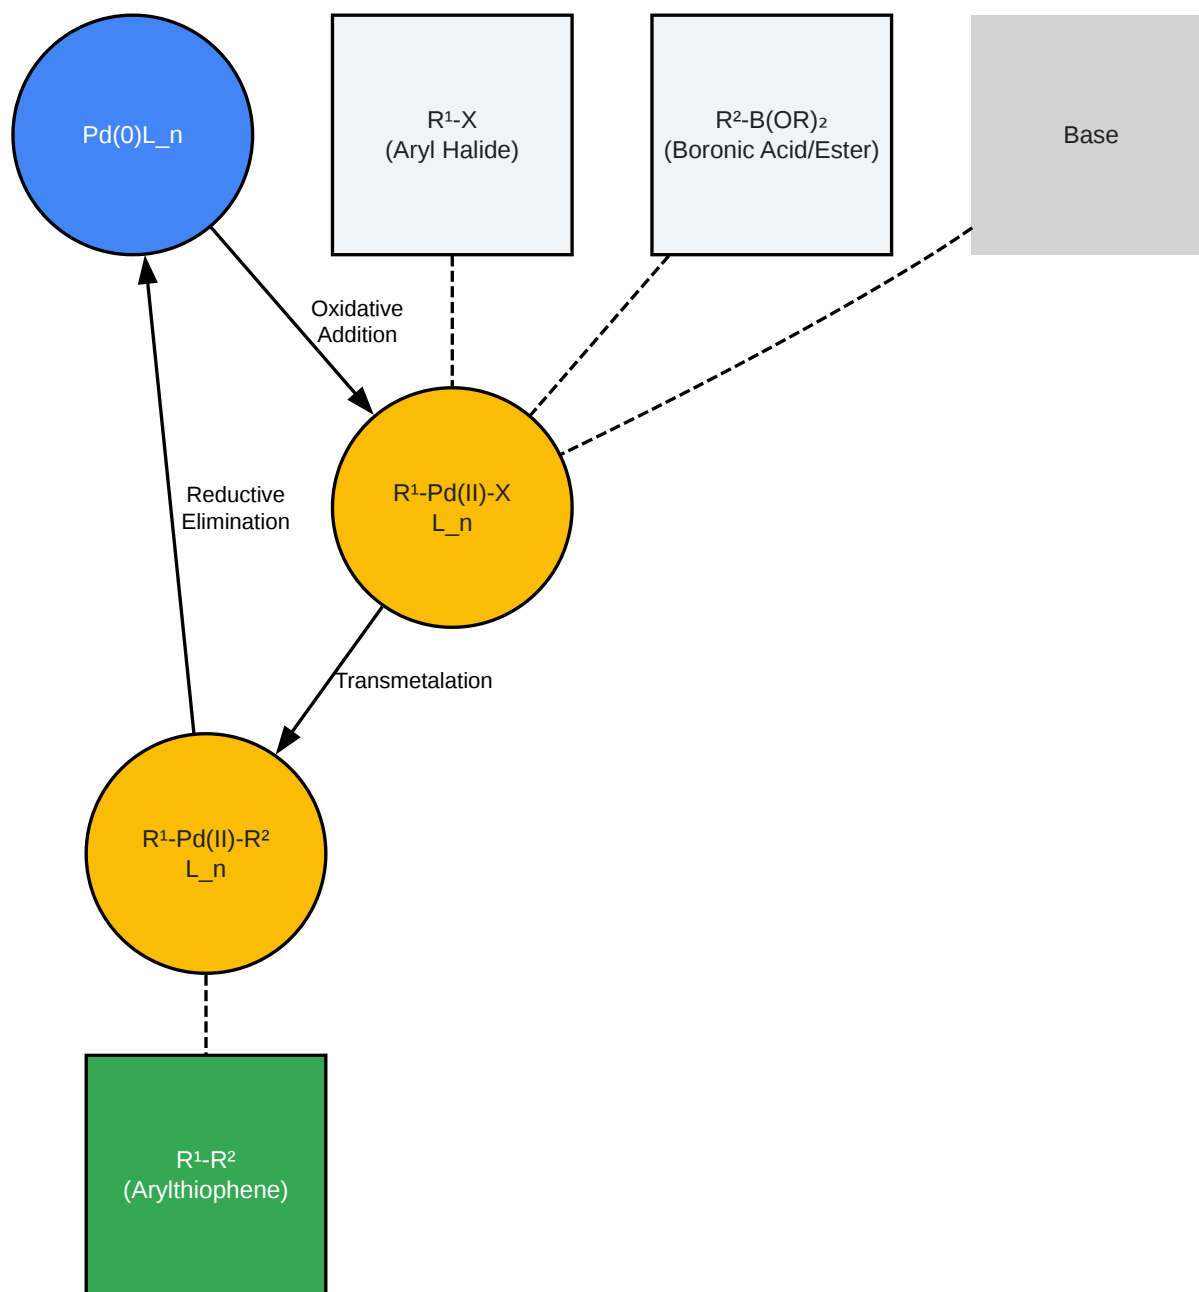 Pd(0)L_n
R¹-X
(Aryl Halide)
R²-B(OR)₂
(Boronic Acid/Ester)
Base
Oxidative
Addition
R¹-Pd(II)-X
L_n
Reductive
Elimination
Transmetalation
R¹-Pd(II)-R²
L_n
R¹-R²
(Arylthiophene)